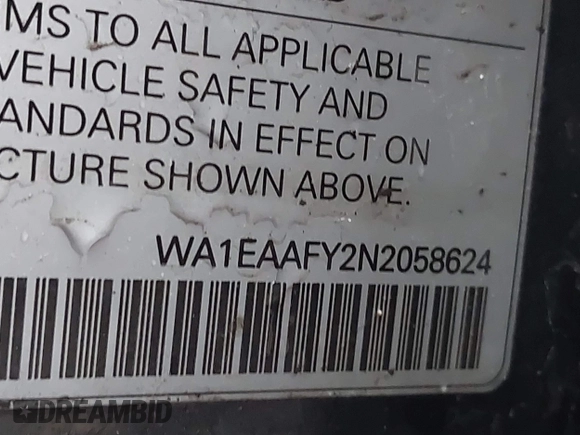 MS TO ALL APPLICABLE
VEHICLE SAFETY AND
ANDARDS IN EFFECT ON
CTURE SHOWN ABOVE.
WA1EAAFY2N2058624
DREAMBID